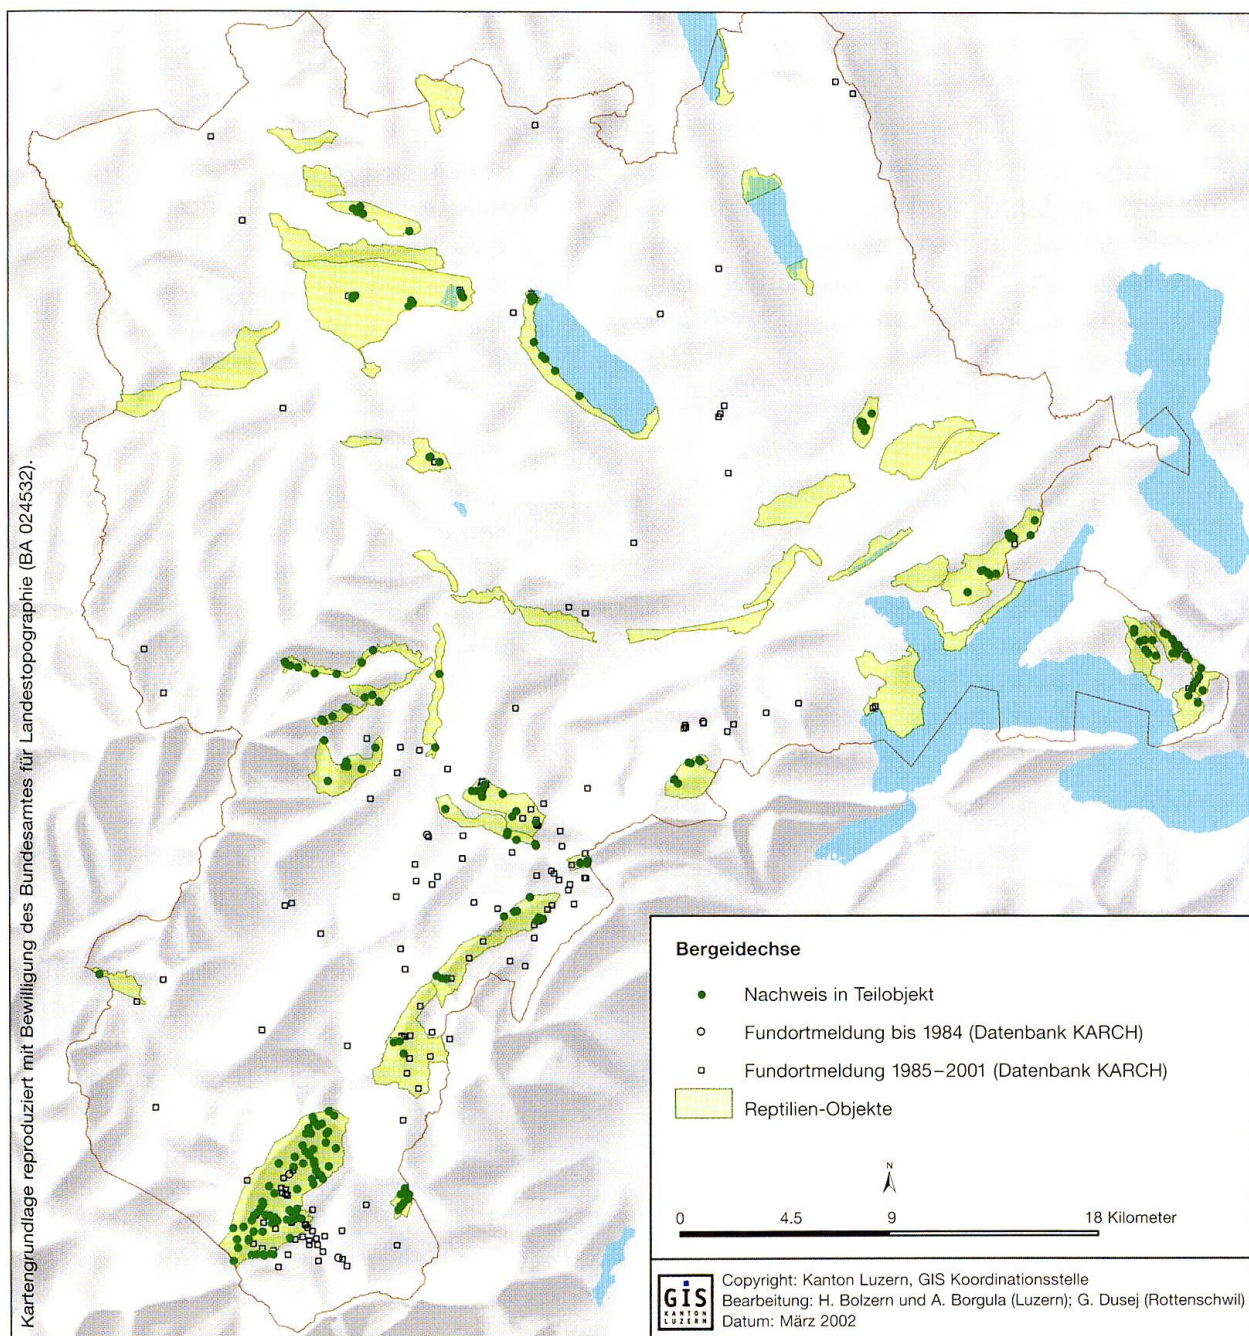 Kartengrundlage reproduziert mit Bewilligung des Bundesamtes für Landestopographie (BA 024532).
Bergeidechse
Nachweis in Teilobjekt
Fundortmeldung bis 1984 (Datenbank KARCH)
Fundortmeldung 1985–2001 (Datenbank KARCH)
Reptilien-Objekte
N
0 4.5 9 18 Kilometer
GIS
KANTON
LUZERN
Copyright: Kanton Luzern, GIS Koordinationsstelle
Bearbeitung: H. Bolzern und A. Borgula (Luzern); G. Dusej (Rottenschwil)
Datum: März 2002